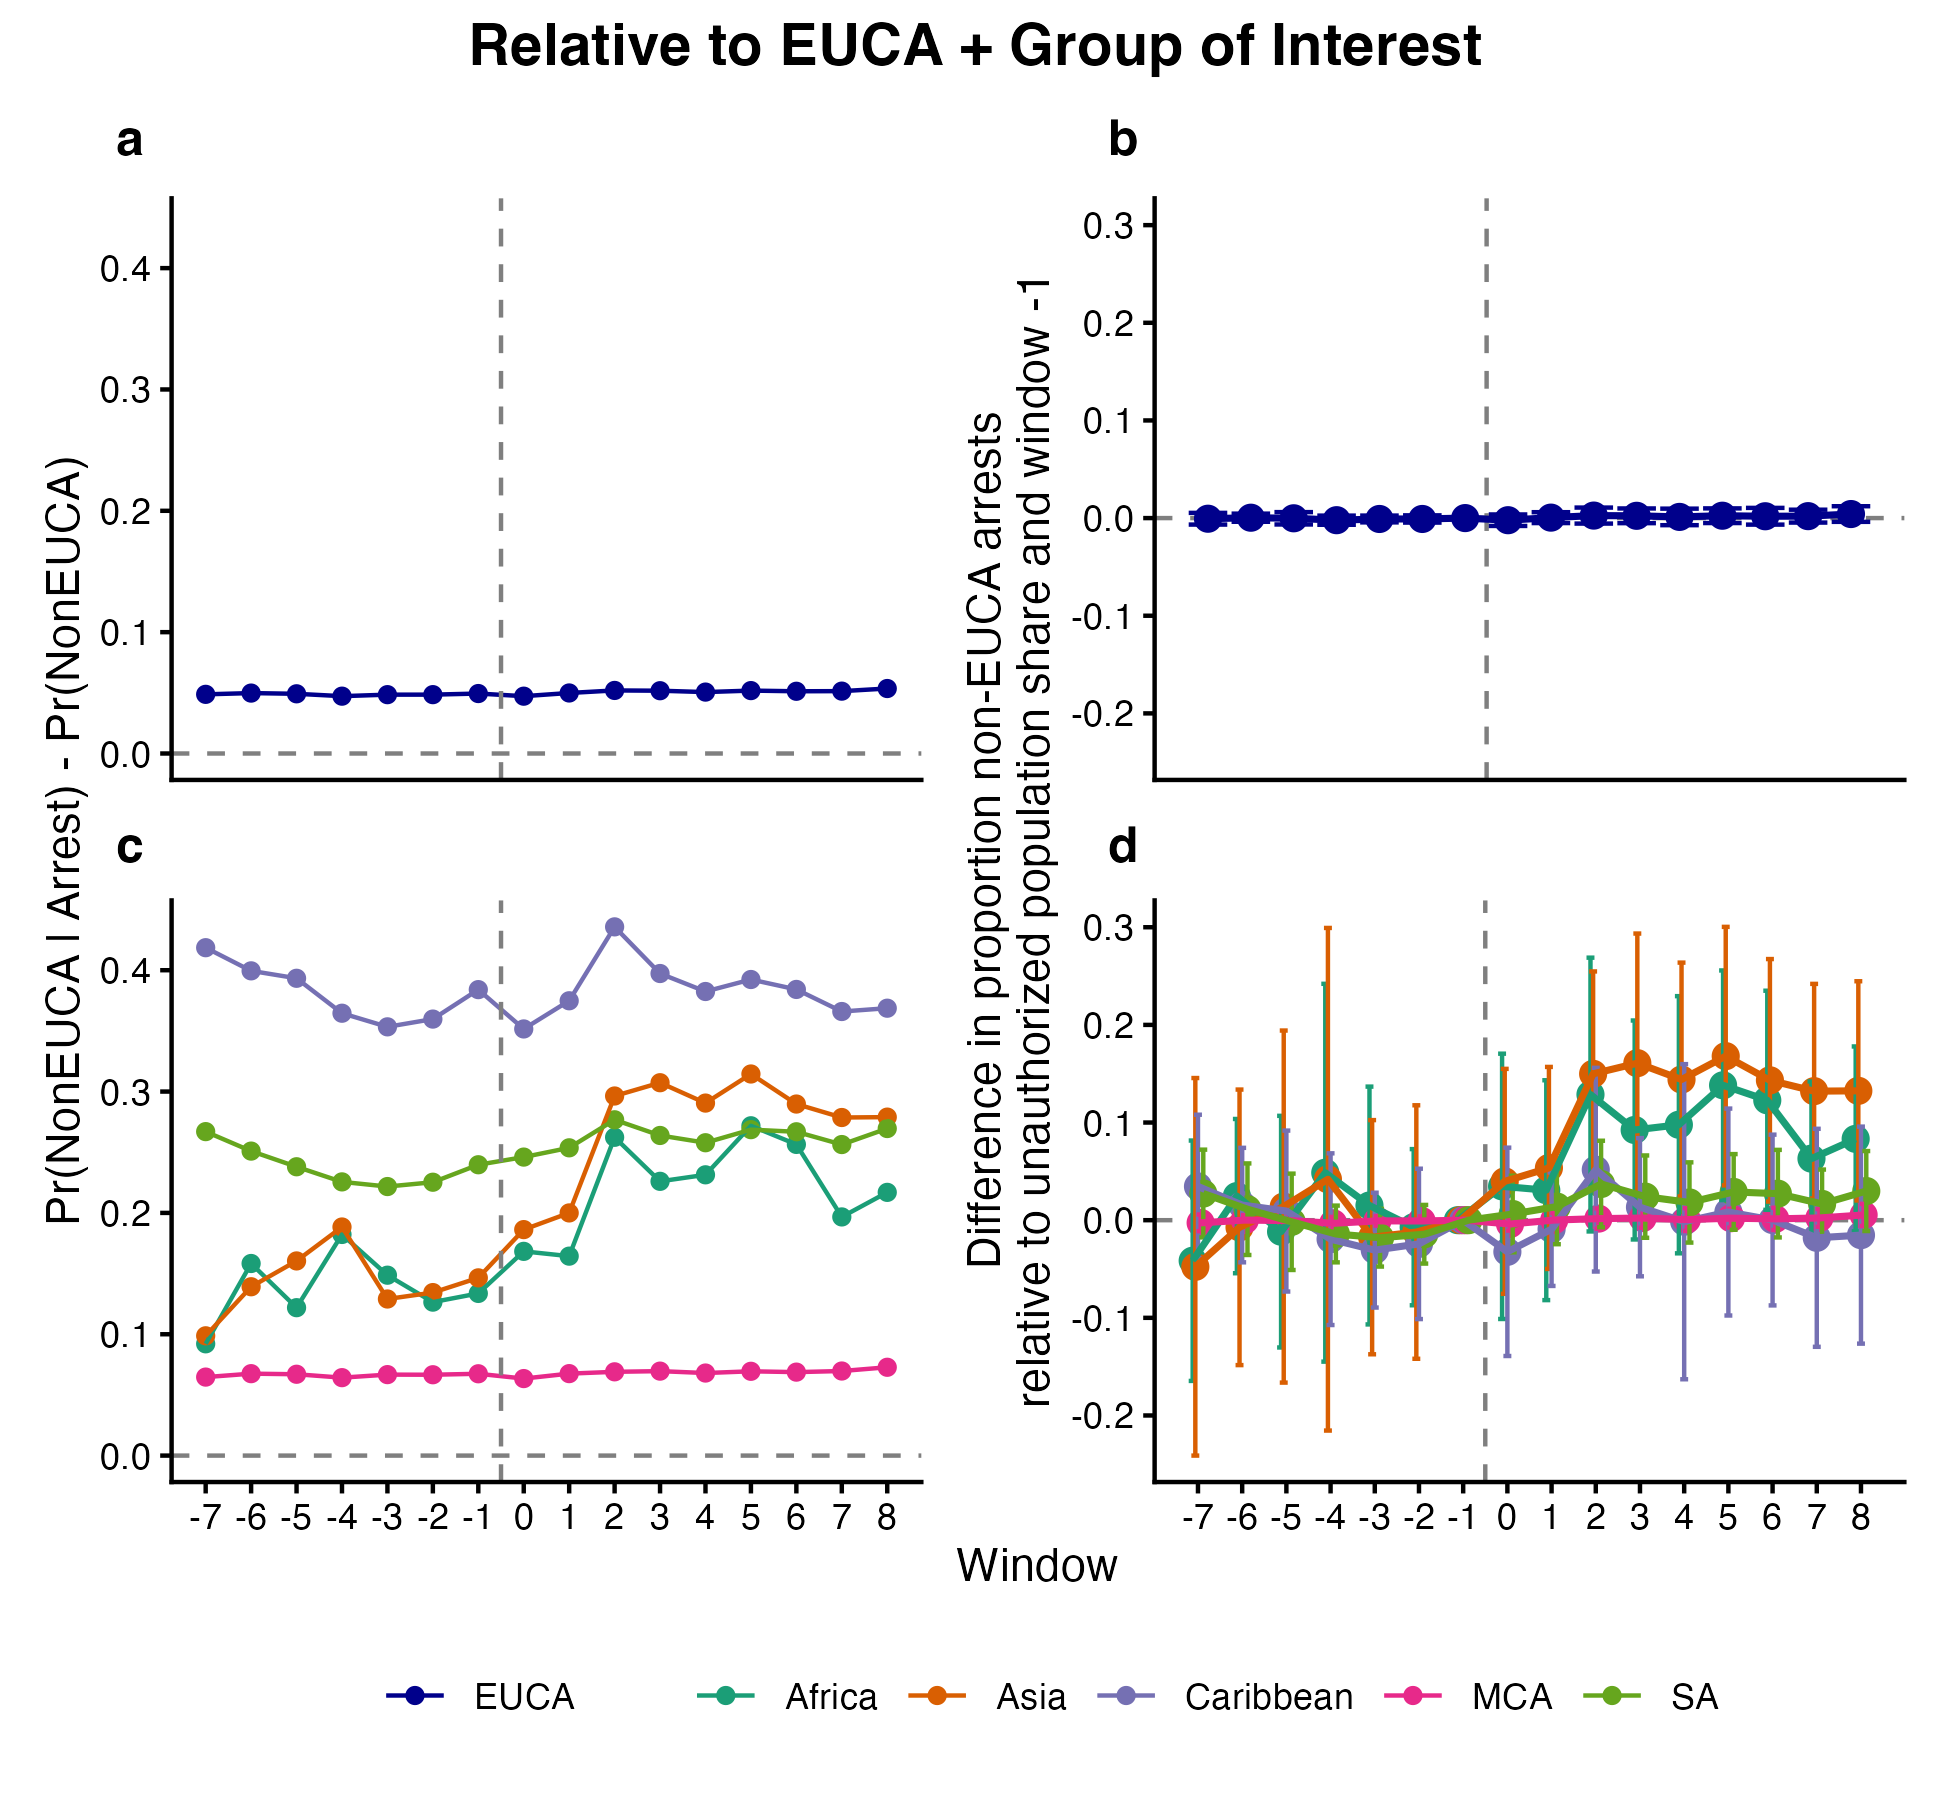 Relative to EUCA + Group of Interest
a
b
0.4
0.3
0.2
0.1
0.0
0.3
0.2
0.1
0.0
-0.1
-0.2
Pr(NonEUCA | Arrest) - Pr(NonEUCA)
Difference in proportion non-EUCA arrests
relative to unauthorized population share and window -1
c
d
0.4
0.3
0.2
0.1
0.0
-7 -6 -5 -4 -3 -2 -1 0 1 2 3 4 5 6 7 8
0.3
0.2
0.1
0.0
-0.1
-0.2
-7 -6 -5 -4 -3 -2 -1 0 1 2 3 4 5 6 7 8
Window
EUCA Africa Asia Caribbean MCA SA